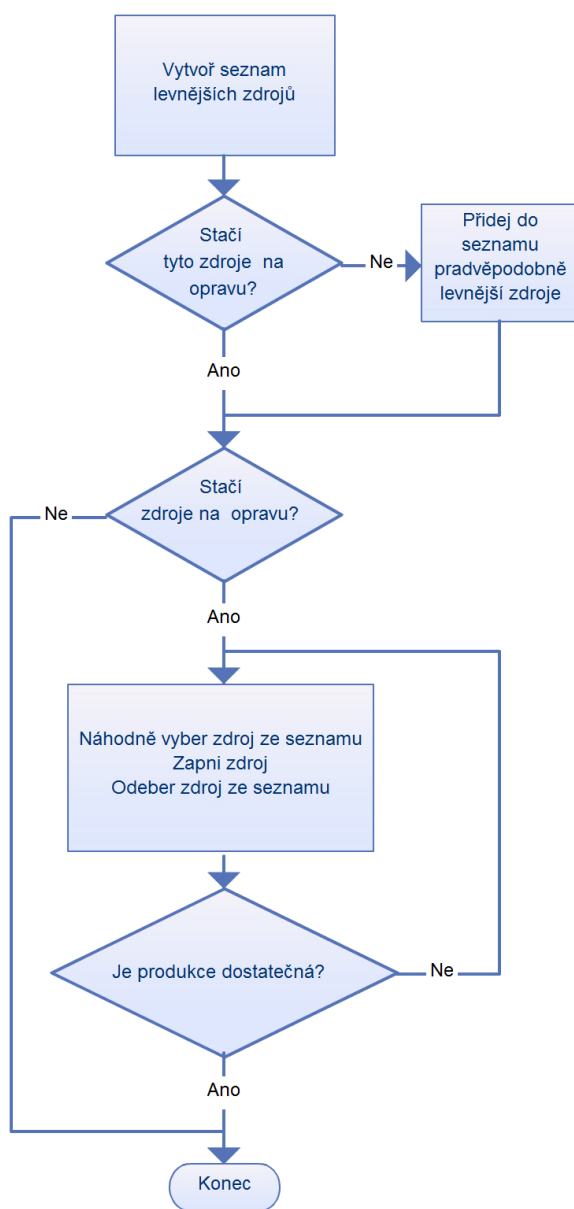 Vytvoř seznam
levnějších zdrojů
Stačí
tyto zdroje na
opravu?
Ne
Přidej do
seznamu
pradvěpodobně
levnější zdroje
Ano
Stačí
zdroje na opravu?
Ne
Ano
Náhodně vyber zdroj ze seznamu
Zapni zdroj
Odeber zdroj ze seznamu
Je produkce dostatečná?
Ne
Ano
Konec